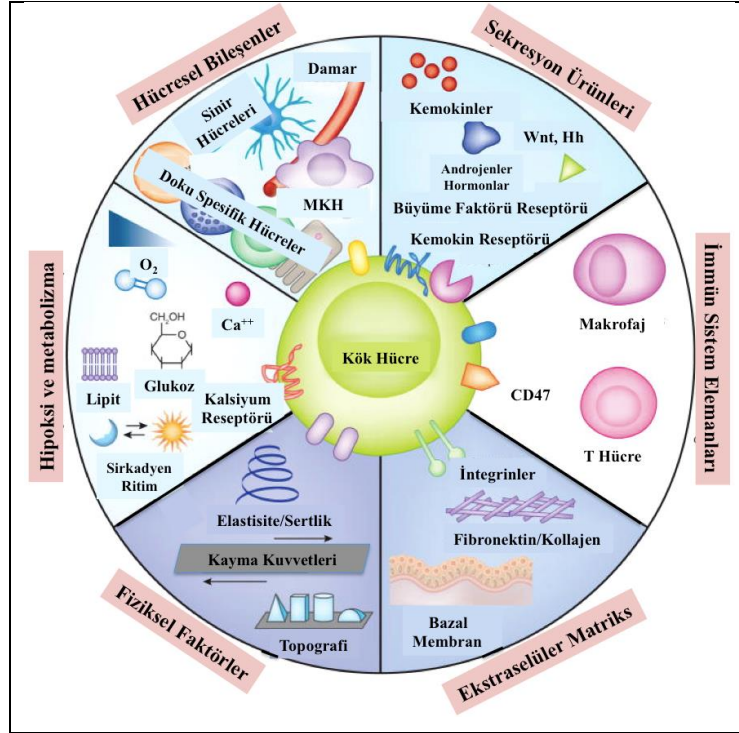 Hücresel Bileşenler
Damar
Sinir
Hücreleri
Doku Spesifik Hücreler
MKH
Sekresyon Ürünleri
Kemokinler
Wnt, Hh
Androjenler
Hormonlar
Büyüme Faktörü Reseptörü
Kemokin Reseptörü
Hipoksi ve metabolizma
O₂
Ca⁺⁺
CH₂OH
O
Lipit
Glukoz
Kalsiyum
Reseptörü
Sirkadyen
Ritim
Kök Hücre
İmmün Sistem Elemanları
Makrofaj
CD47
T Hücre
Fiziksel Faktörler
Elastisite/Sertlik
Kayma Kuvvetleri
Topografi
Ekstraselüler Matriks
İntegrinler
Fibronektin/Kollajen
Bazal
Membran